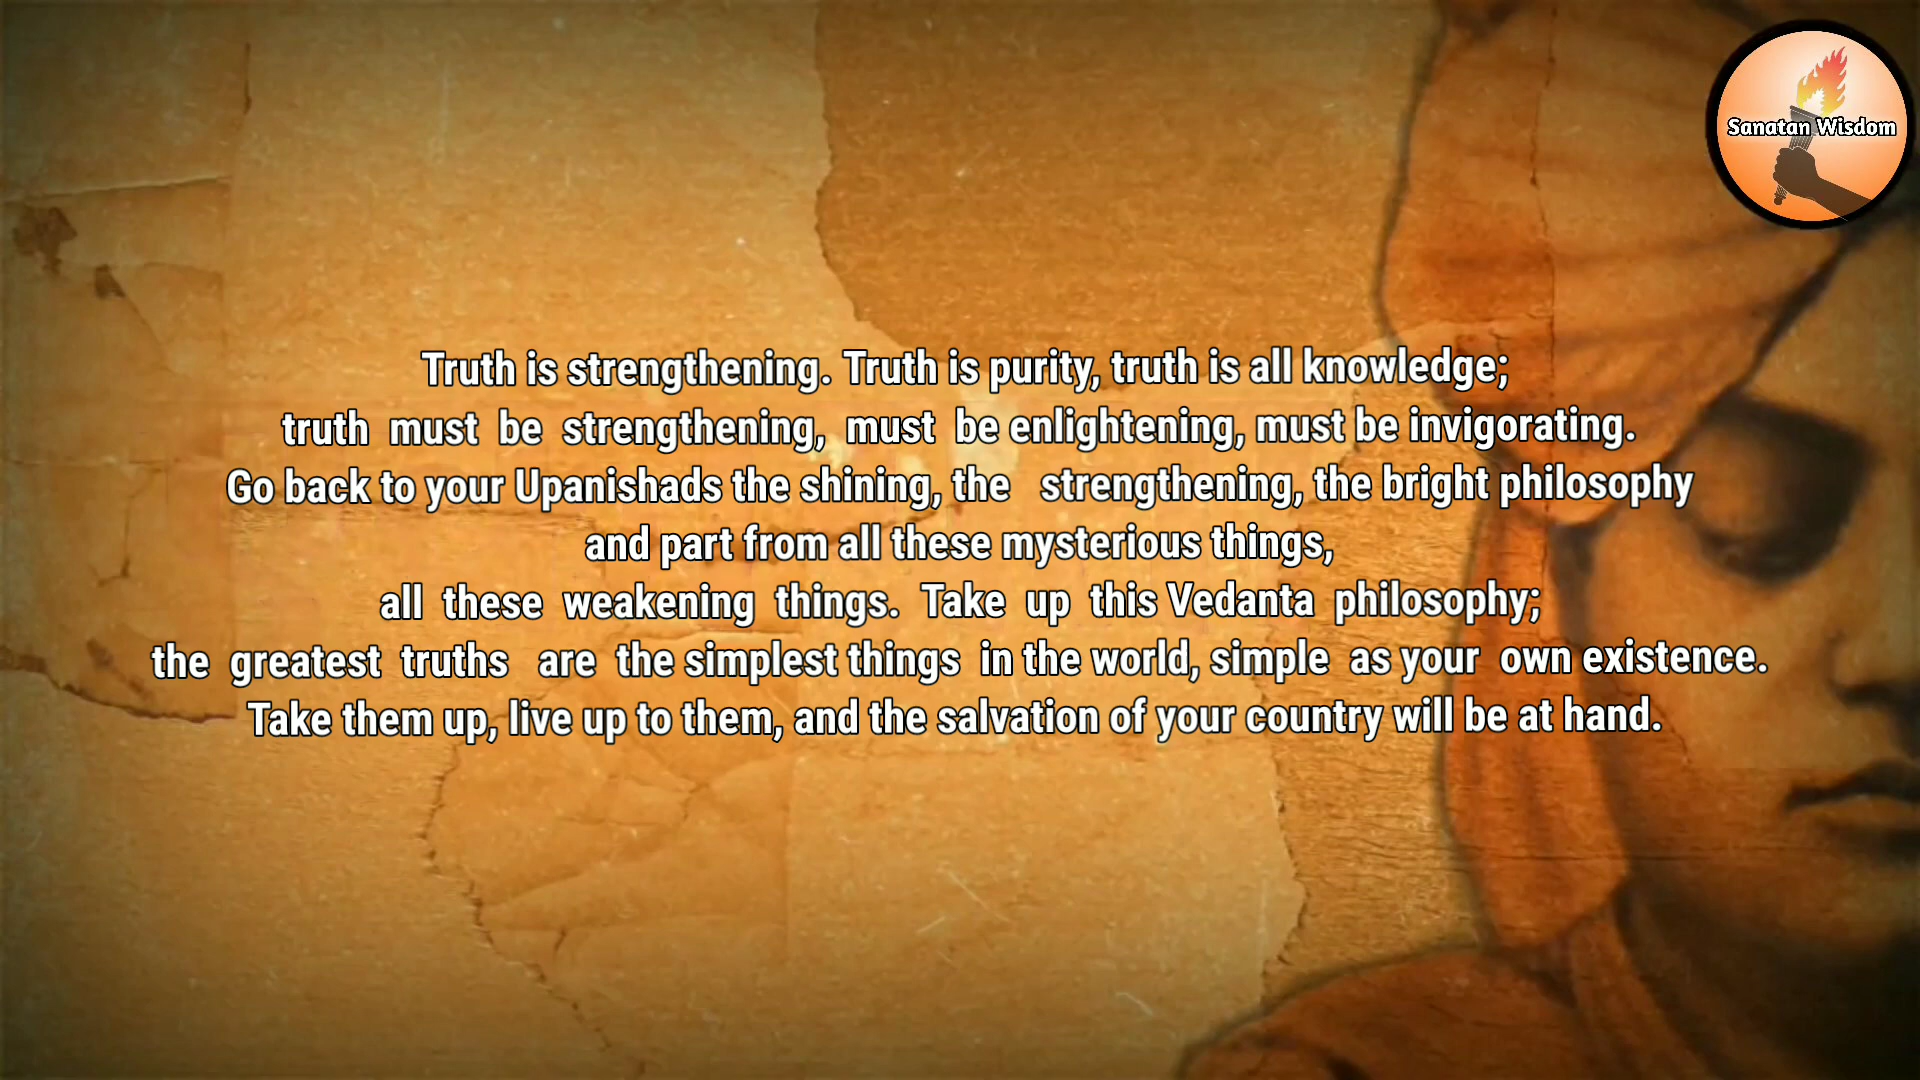 Sanatan Wisdom
Truth is strengthening. Truth is purity, truth is all knowledge;
truth must be strengthening, must be enlightening, must be invigorating.
Go back to your Upanishads the shining, the strengthening, the bright philosophy
and part from all these mysterious things,
all these weakening things. Take up this Vedanta philosophy;
the greatest truths are the simplest things in the world, simple as your own existence.
Take them up, live up to them, and the salvation of your country will be at hand.